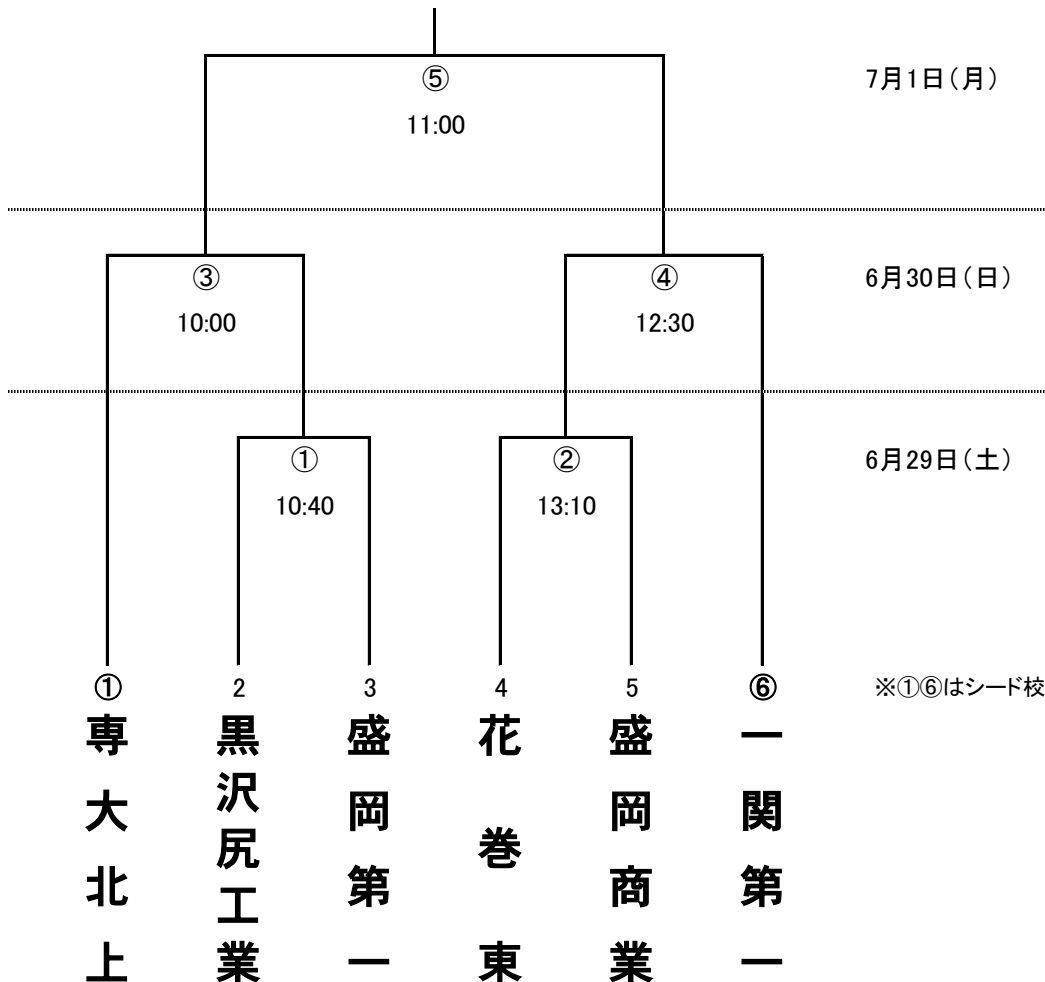 ⑤
7月1日(月)
11:00
③
④
6月30日(日)
10:00
12:30
①
②
6月29日(土)
10:40
13:10
①
2
3
4
5
⑥
※①⑥はシード校
専大北上
黒沢尻工業
盛岡第一
花巻東
盛岡商業
一関第一